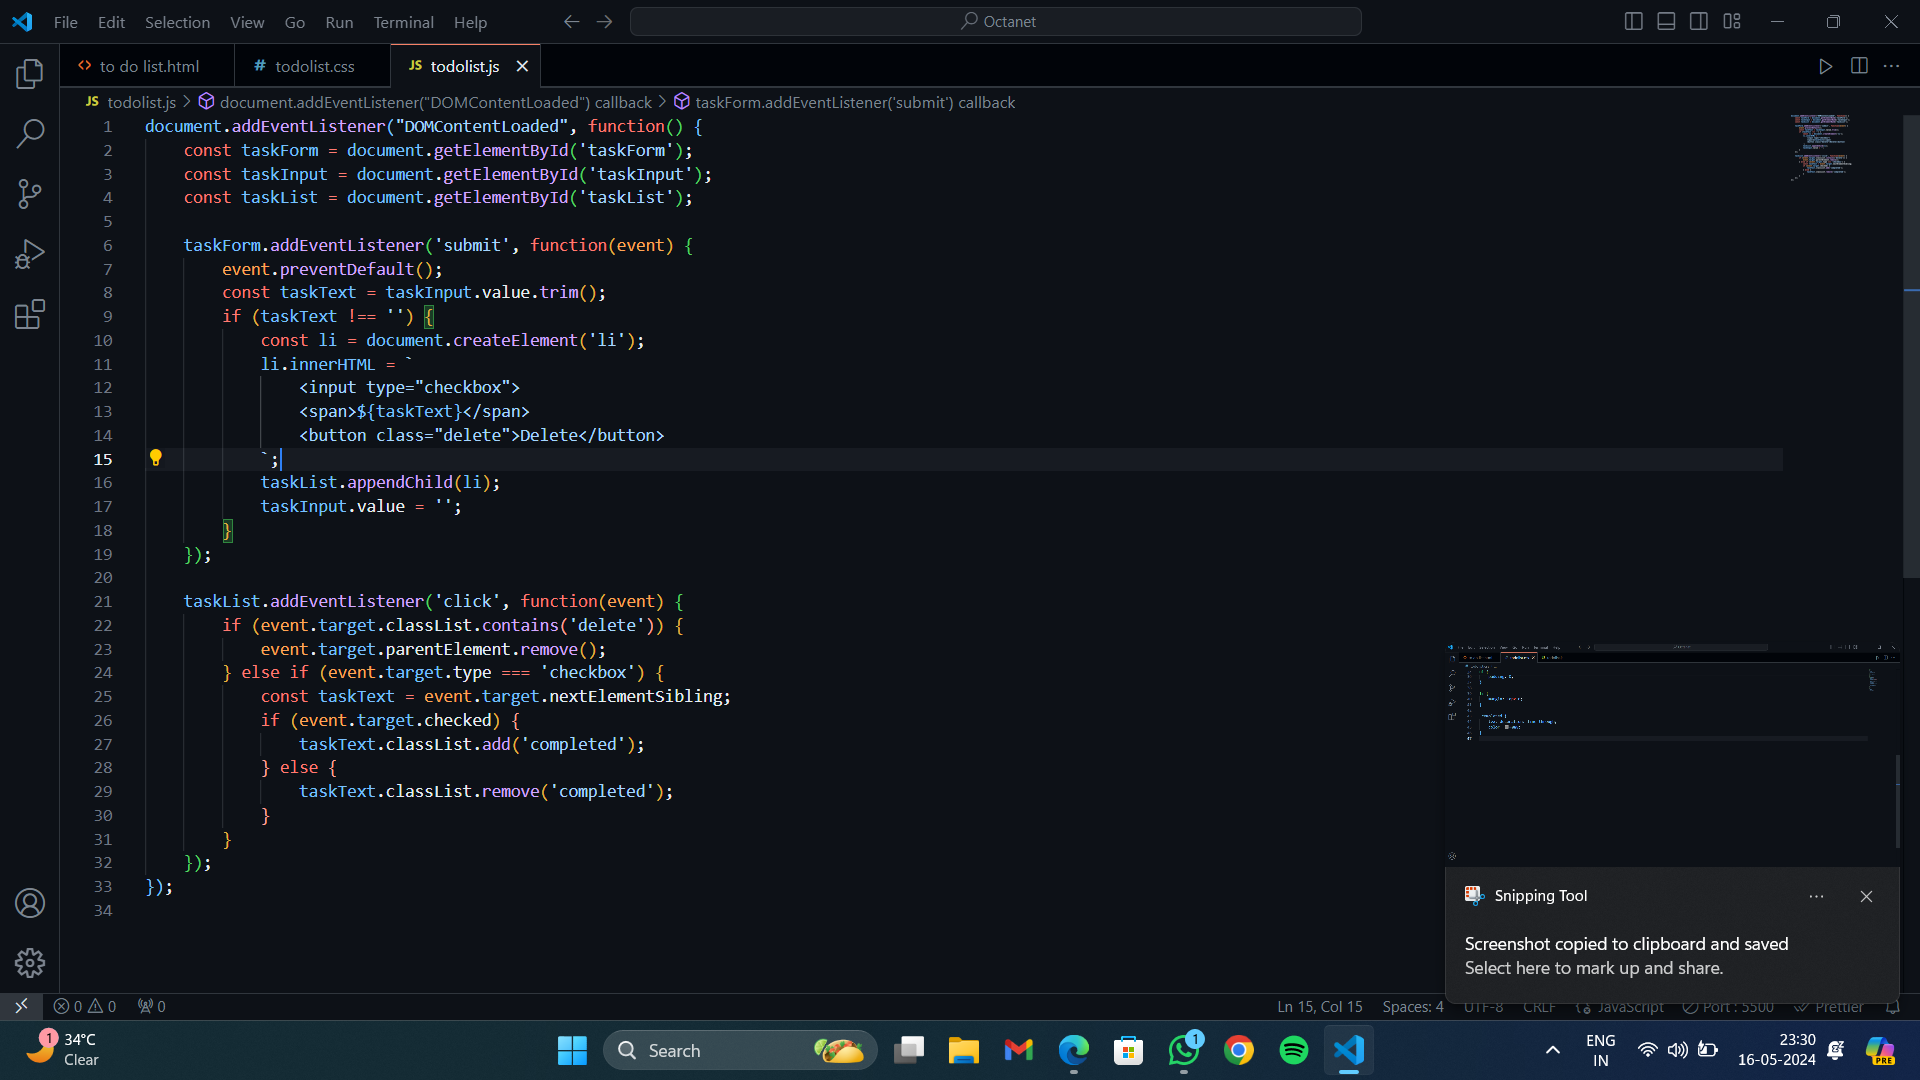 File Edit Selection View Go Run Terminal Help
Octanet
to do list.html
# todolist.css
JS todolist.js
JS todolist.js > document.addEventListener("DOMContentLoaded") callback > taskForm.addEventListener('submit') callback
1 document.addEventListener("DOMContentLoaded", function() {
2     const taskForm = document.getElementById('taskForm');
3     const taskInput = document.getElementById('taskInput');
4     const taskList = document.getElementById('taskList');
5
6     taskForm.addEventListener('submit', function(event) {
7         event.preventDefault();
8         const taskText = taskInput.value.trim();
9         if (taskText !== '') {
10             const li = document.createElement('li');
11             li.innerHTML = `
12                 <input type="checkbox">
13                 <span>${taskText}</span>
14                 <button class="delete">Delete</button>
15             `;
16             taskList.appendChild(li);
17             taskInput.value = '';
18         }
19     });
20
21     taskList.addEventListener('click', function(event) {
22         if (event.target.classList.contains('delete')) {
23             event.target.parentElement.remove();
24         } else if (event.target.type === 'checkbox') {
25             const taskText = event.target.nextElementSibling;
26             if (event.target.checked) {
27                 taskText.classList.add('completed');
28             } else {
29                 taskText.classList.remove('completed');
30             }
31         }
32     });
33 });
34
Snipping Tool
Screenshot copied to clipboard and saved
Select here to mark up and share.
0 0 0
Ln 15, Col 15 Spaces: 4 UTF-8 CRLF JavaScript Port : 5500 Prettier
1
34°C
Clear
Search
1
ENG
IN
23:30
16-05-2024
PRE